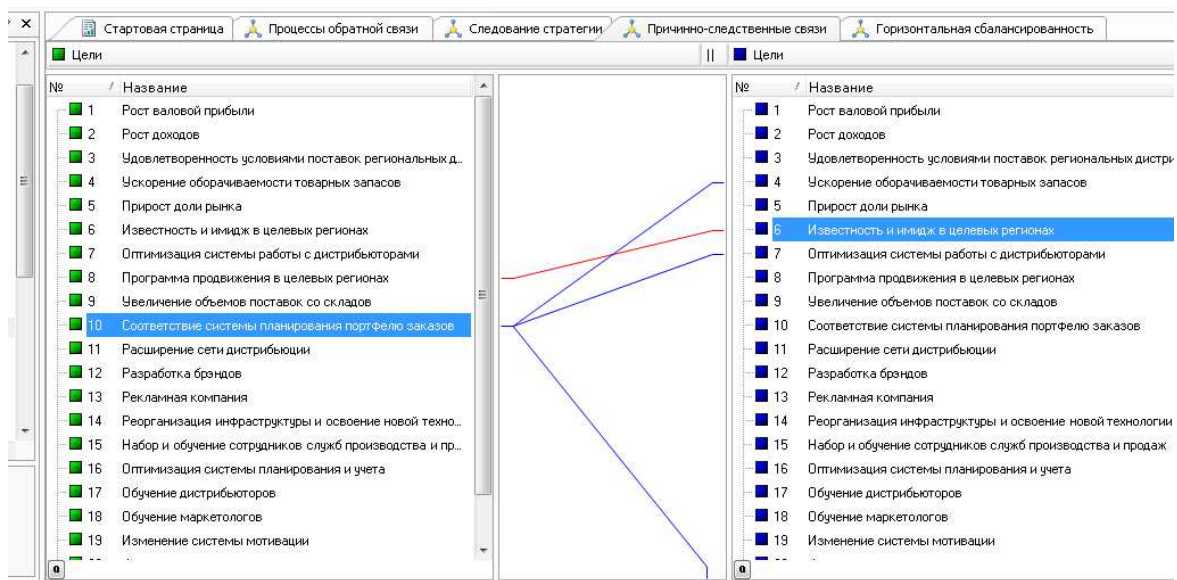 Стартовая страница Процессы обратной связи Следование стратегии Причинно-следственные связи Горизонтальная сбалансированность
Цели || Цели
№ / Название
1 Рост валовой прибыли
2 Рост доходов
3 Удовлетворенность условиями поставок региональных д...
4 Ускорение оборачиваемости товарных запасов
5 Прирост доли рынка
6 Известность и имидж в целевых регионах
7 Оптимизация системы работы с дистрибьюторами
8 Программа продвижения в целевых регионах
9 Увеличение объемов поставок со складов
10 Соответствие системы планирования портфелю заказов
11 Расширение сети дистрибьюции
12 Разработка брэндов
13 Рекламная компания
14 Реорганизация инфраструктуры и освоение новой техно...
15 Набор и обучение сотрудников служб производства и пр...
16 Оптимизация системы планирования и учета
17 Обучение дистрибьюторов
18 Обучение маркетологов
19 Изменение системы мотивации
№ / Название
1 Рост валовой прибыли
2 Рост доходов
3 Удовлетворенность условиями поставок региональных дистри
4 Ускорение оборачиваемости товарных запасов
5 Прирост доли рынка
6 Известность и имидж в целевых регионах
7 Оптимизация системы работы с дистрибьюторами
8 Программа продвижения в целевых регионах
9 Увеличение объемов поставок со складов
10 Соответствие системы планирования портфелю заказов
11 Расширение сети дистрибьюции
12 Разработка брэндов
13 Рекламная компания
14 Реорганизация инфраструктуры и освоение новой технологии
15 Набор и обучение сотрудников служб производства и продаж
16 Оптимизация системы планирования и учета
17 Обучение дистрибьюторов
18 Обучение маркетологов
19 Изменение системы мотивации